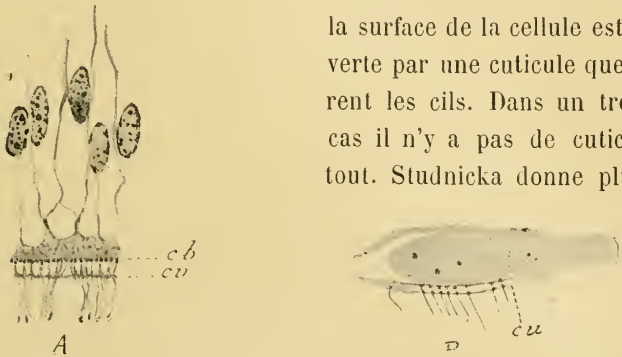 la surface de la cellule est
verte par une cuticule que
rent les cils. Dans un tr
cas il n'y a pas de cutic
tout. Studnicka donne pl
cb
cu
A
cu
D